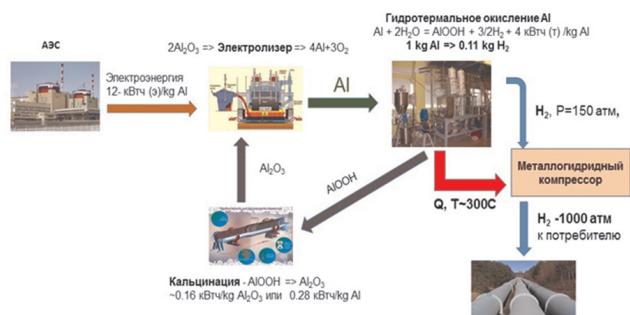 АЭС
Электроэнергия
12- кВтч (э)/kg Al
2Al₂O₃ => Электролизер => 4Al+3O₂
Al
Гидротермальное окисление Al
Al + 2H₂O = AlOOH + 3/2H₂ + 4 кВтч (т) /kg Al
1 kg Al => 0.11 kg H₂
H₂, P=150 атм,
Металлогидридный
компрессор
Q, T~300C
H₂ -1000 атм
к потребителю
Al₂O₃
AlOOH
Кальцинация - AlOOH => Al₂O₃
~0.16 кВтч/kg Al₂O₃ или 0.28 кВтч/kg Al